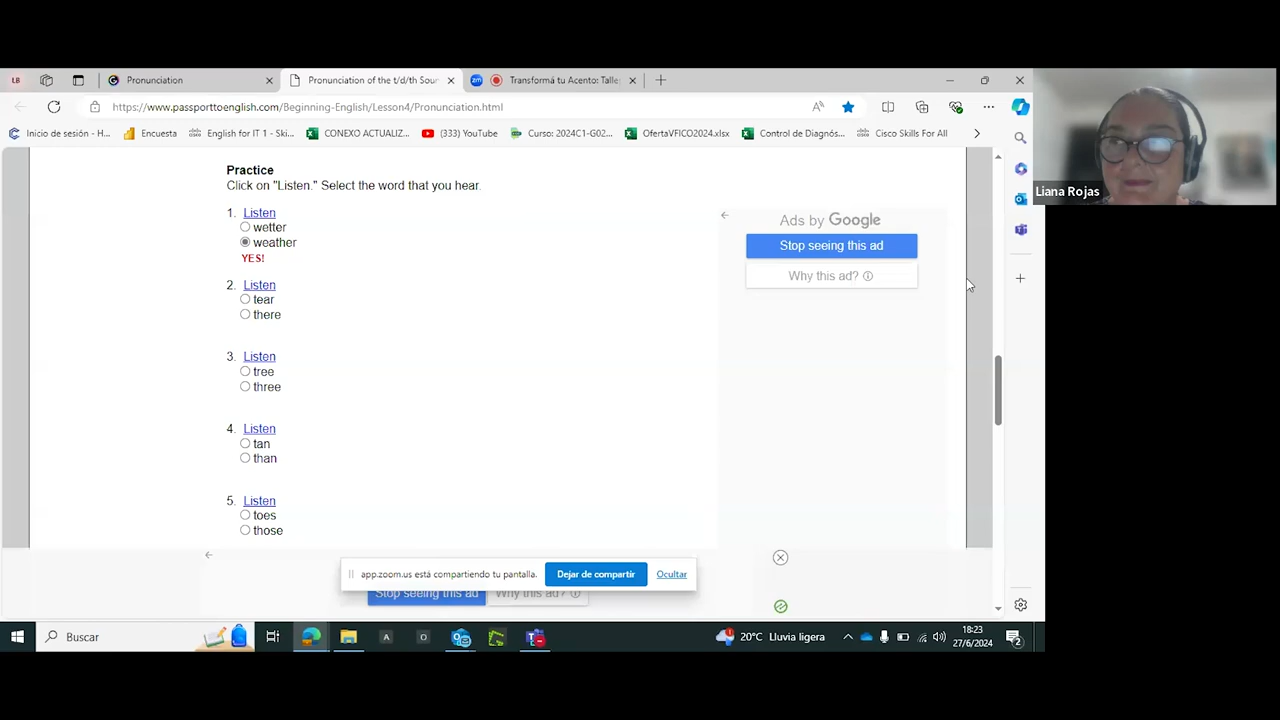 LB
Pronunciation
Pronunciation of the t/d/th Sour
zm
Transformá tu Acento: Talle
https://www.passporttoenglish.com/Beginning-English/Lesson4/Pronunciation.html
Inicio de sesión - H...
Encuesta
English for IT 1 - Ski...
CONEXO ACTUALIZ...
(333) YouTube
Curso: 2024C1-G02...
OfertaVFICO2024.xlsx
Control de Diagnós...
Cisco Skills For All
Practice
Click on "Listen." Select the word that you hear.
1. Listen
wetter
weather
YES!
2. Listen
tear
there
3. Listen
tree
three
4. Listen
tan
than
5. Listen
toes
those
Ads by Google
Stop seeing this ad
Why this ad?
Liana Rojas
app.zoom.us está compartiendo tu pantalla.
Dejar de compartir
Ocultar
Stop seeing this ad
Why this ad?
Buscar
A
O
20°C Lluvia ligera
18:23
27/6/2024
2